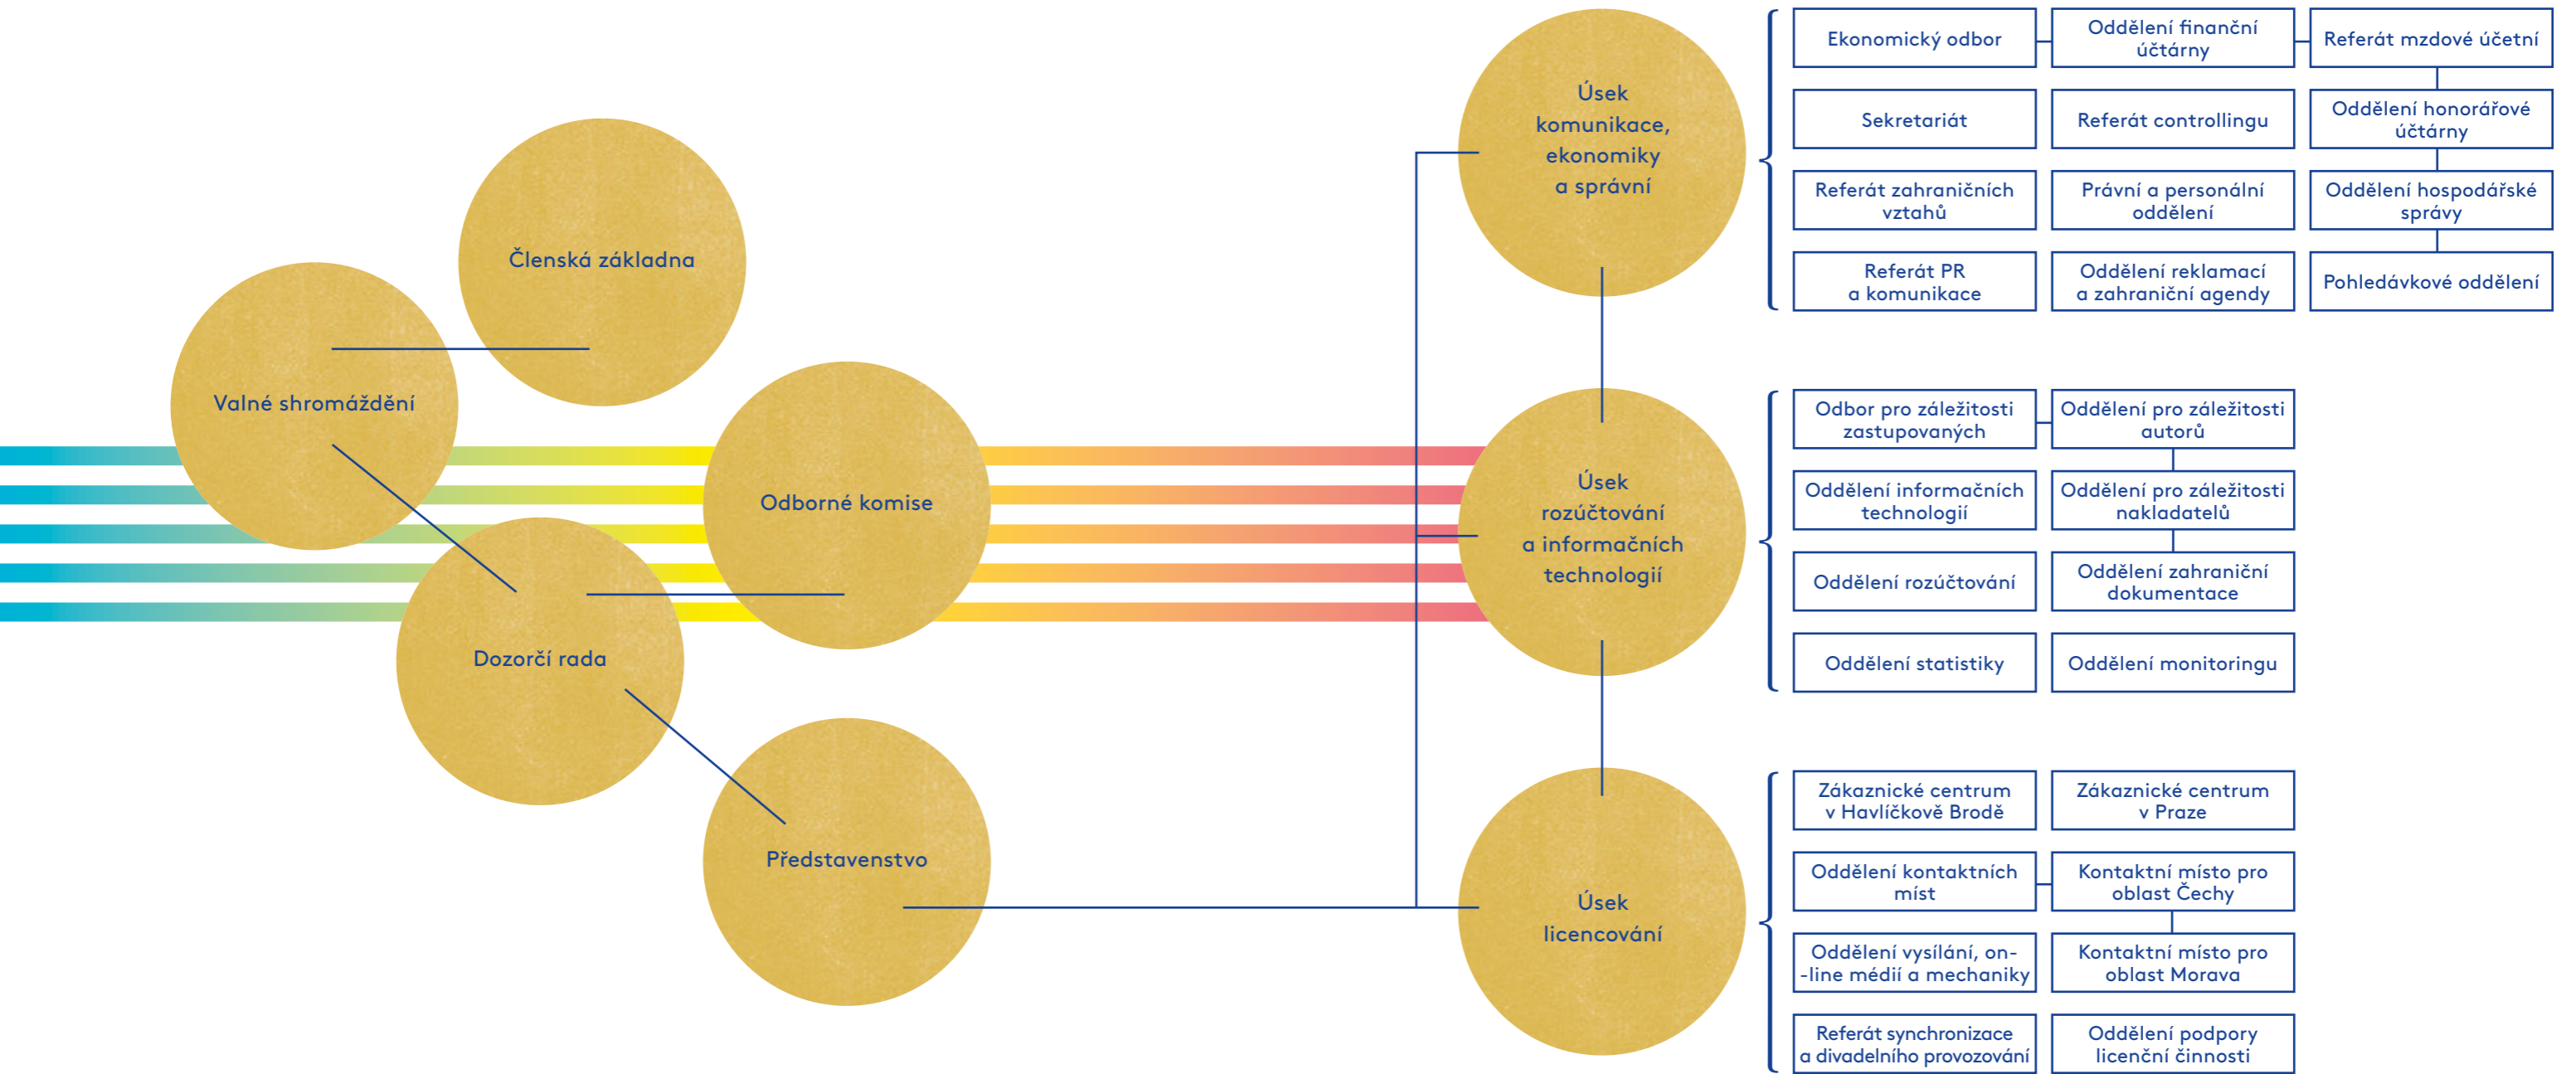 Členská základna
Valné shromáždění
Odborné komise
Dozorčí rada
Představenstvo
Úsek
komunikace,
ekonomiky
a správní
Ekonomický odbor
Oddělení finanční
účtárny
Referát mzdové účetní
Sekretariát
Referát controllingu
Oddělení honorářové
účtárny
Referát zahraničních
vztahů
Právní a personální
oddělení
Oddělení hospodářské
správy
Referát PR
a komunikace
Oddělení reklamací
a zahraniční agendy
Pohledávkové oddělení
Úsek
rozúčtování
a informačních
technologií
Odbor pro záležitosti
zastupovaných
Oddělení pro záležitosti
autorů
Oddělení informačních
technologií
Oddělení pro záležitosti
nakladatelů
Oddělení rozúčtování
Oddělení zahraniční
dokumentace
Oddělení statistiky
Oddělení monitoringu
Úsek
licencování
Zákaznické centrum
v Havlíčkově Brodě
Zákaznické centrum
v Praze
Oddělení kontaktních
míst
Kontaktní místo pro
oblast Čechy
Oddělení vysílání, on-
-line médií a mechaniky
Kontaktní místo pro
oblast Morava
Referát synchronizace
a divadelního provozování
Oddělení podpory
licenční činnosti